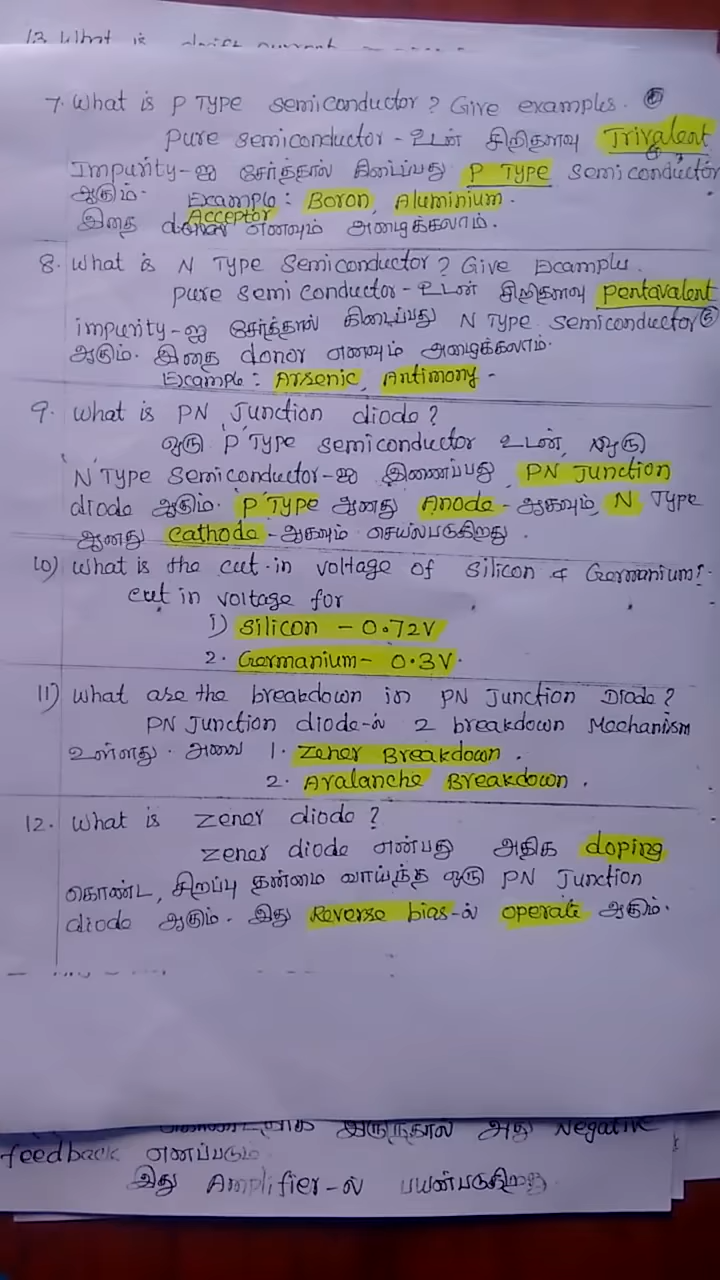 13. What is drift current
7. What is P Type semiconductor? Give examples.
Pure semiconductor - உடன் சிறிதளவு Trivalent
Impurity-ஐ சேர்த்தால் கிடைப்பது P Type semiconductor
ஆகும். Example: Boron, Aluminium.
Acceptor
இதை donar எனவும் அழைக்கலாம்.
8. What is N Type semiconductor? Give Example.
Pure semi conductor - உடன் சிறிதளவு pentavalent
impurity-ஐ சேர்த்தால் கிடைப்பது N Type semiconductor
ஆகும். இதை donor எனவும் அழைக்கலாம்.
Example: Arsenic, Antimony.
9. What is PN Junction diode?
ஒரு 'P' Type semiconductor உடன், ஒரு
'N' Type semiconductor-ஐ இணைப்பது PN Junction
diode ஆகும். 'P' Type ஆனது Anode-ஆகவும், N Type
ஆனது cathode-ஆகவும் செயல்படுகிறது.
10) What is the cut-in voltage of silicon & Germanium?
cut in voltage for
1) Silicon - 0.72V
2. Germanium - 0.3V.
11) What are the breakdown in PN Junction Diode?
PN Junction diode-ல் 2 breakdown Mechanism
உள்ளது. அவை 1. Zener Breakdown.
2. Avalanche Breakdown.
12. What is zener diode?
Zener diode என்பது அதிக doping
கொண்ட, சிறப்பு தன்மை வாய்ந்த ஒரு PN Junction
diode ஆகும். இது Reverse bias-ல் operate ஆகும்.
இருந்தால் அது Negative
feedback எனப்படும்
இது Amplifier-ல் பயன்படுகிறது